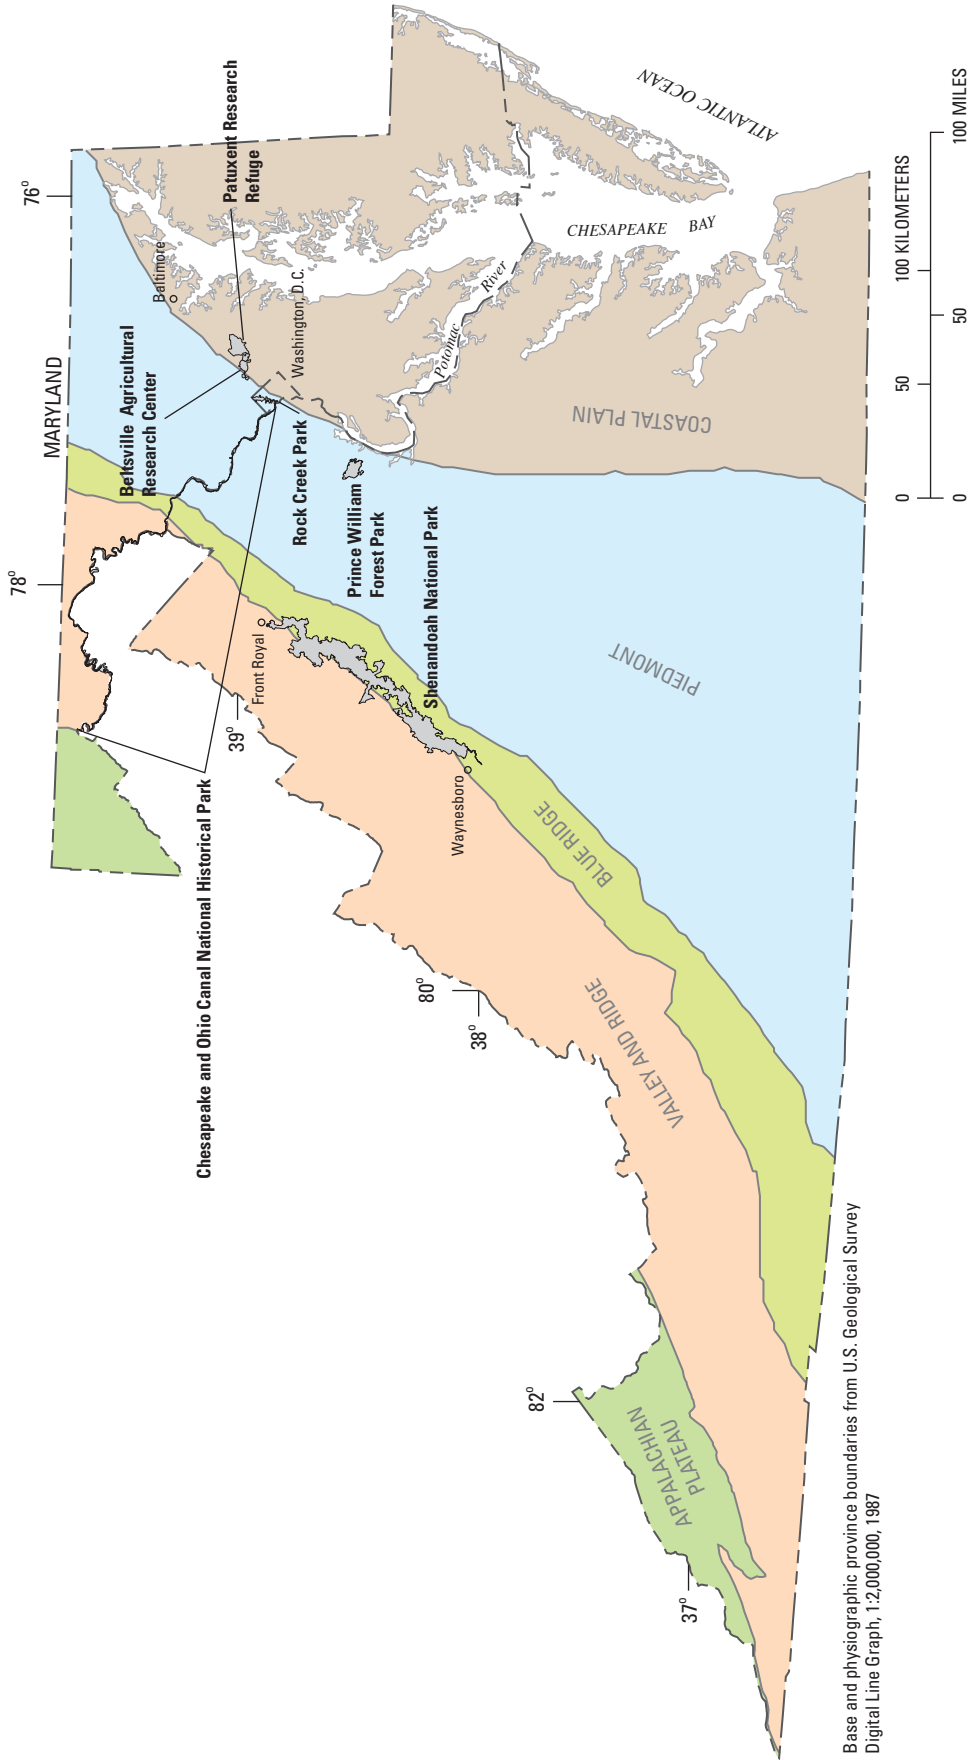 82°
80°
78°
76°
MARYLAND
Chesapeake and Ohio Canal National Historical Park
Beltsville Agricultural
Research Center
Patuxent Research
Refuge
Baltimore
Washington, D.C.
39°
Front Royal
Rock Creek Park
Prince William
Forest Park
Shenandoah National Park
Waynesboro
38°
37°
APPALACHIAN
PLATEAU
VALLEY AND RIDGE
BLUE RIDGE
PIEDMONT
COASTAL PLAIN
Potomac
River
CHESAPEAKE BAY
ATLANTIC OCEAN
Base and physiographic province boundaries from U.S. Geological Survey
Digital Line Graph, 1:2,000,000, 1987
0 50 100 KILOMETERS
0 50 100 MILES